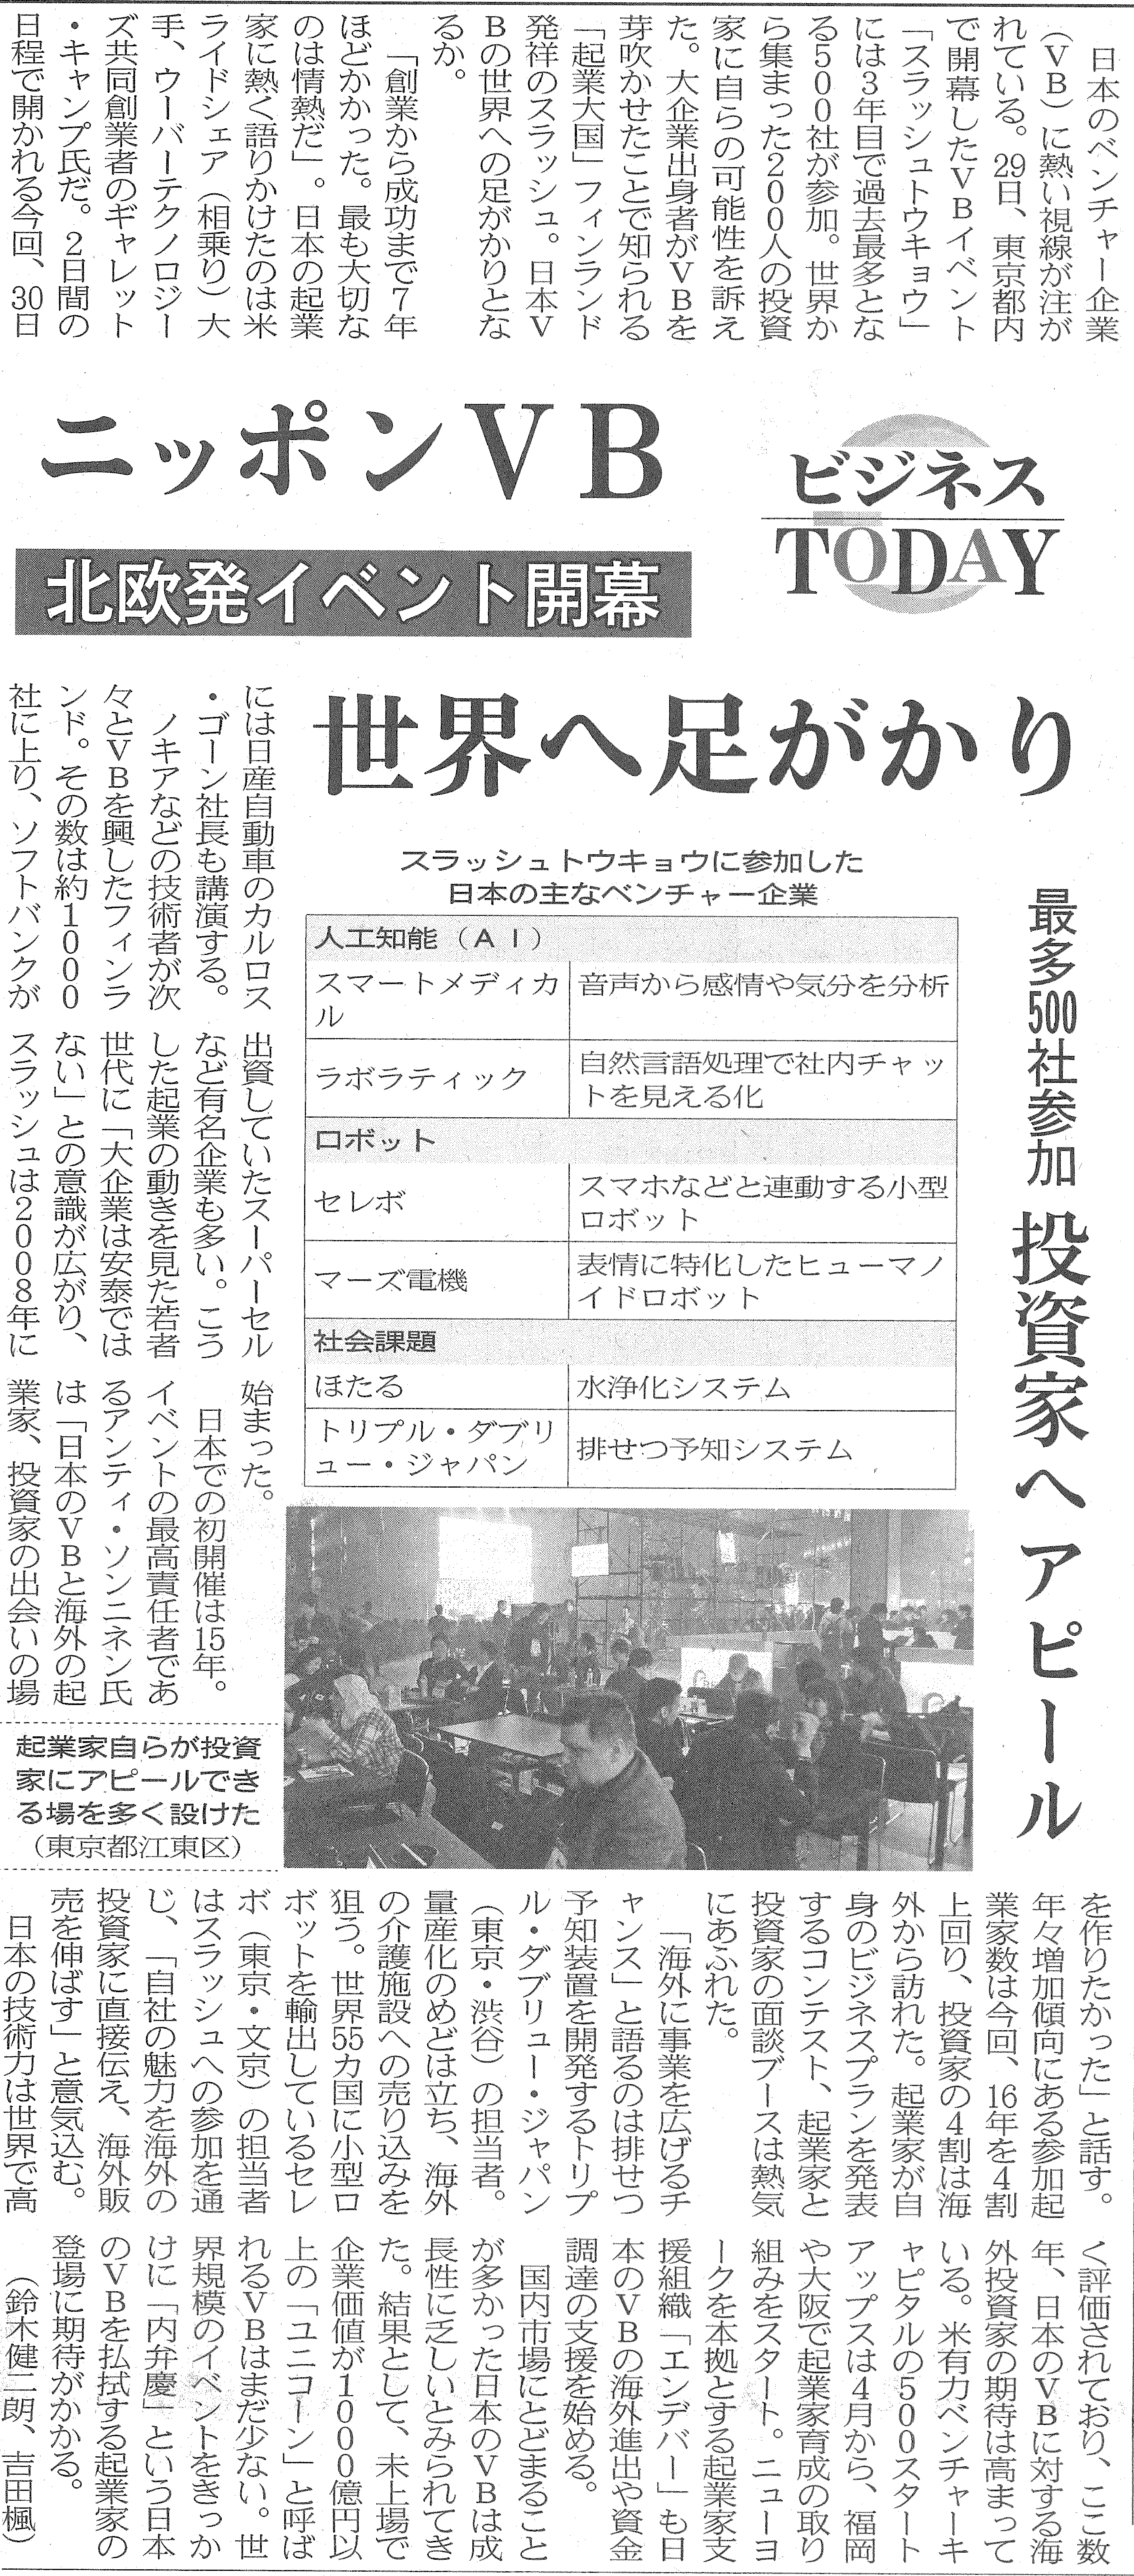 ビジネス
TODAY
ニッポンVB
北欧発イベント開幕
世界へ足がかり
最多500社参加
投資家へアピール
日本のベンチャー企業
(VB)に熱い視線が注が
れている。29日、東京都内
で開幕したVBイベント
「スラッシュトウキョウ」
には3年目で過去最多とな
る500社が参加。世界か
ら集まった200人の投資
家に自らの可能性を訴え
た。大企業出身者がVBを
芽吹かせたことで知られる
「起業大国」フィンランド
発祥のスラッシュ。日本V
Bの世界への足がかりとな
るか。
「創業から成功まで7年
ほどかかった。最も大切な
のは情熱だ」。日本の起業
家に熱く語りかけたのは米
ライドシェア(相乗り)大
手、ウーバーテクノロジー
ズ共同創業者のギャレット
・キャンプ氏だ。2日間の
日程で開かれる今回、30日
には日産自動車のカルロス
・ゴーン社長も講演する。
ノキアなどの技術者が次
々とVBを興したフィンラ
ンド。その数は約1000
社に上り、ソフトバンクが
出資していたスーパーセル
など有名企業も多い。こう
した起業の動きを見た若者
世代に「大企業は安泰では
ない」との意識が広がり、
スラッシュは2008年に
始まった。
日本での初開催は15年。
イベントの最高責任者であ
るアンティ・ソンニネン氏
は「日本のVBと海外の起
業家、投資家の出会いの場
を作りたかった」と話す。
年々増加傾向にある参加起
業家数は今回、16年を4割
上回り、投資家の4割は海
外から訪れた。起業家が自
身のビジネスプランを発表
するコンテスト、起業家と
投資家の面談ブースは熱気
にあふれた。
「海外に事業を広げるチ
ャンス」と語るのは排せつ
予知装置を開発するトリプ
ル・ダブリュー・ジャパン
(東京・渋谷)の担当者。
量産化のめどは立ち、海外
の介護施設への売り込みを
狙う。世界55カ国に小型ロ
ボットを輸出しているセレ
ボ(東京・文京)の担当者
はスラッシュへの参加を通
じ、「自社の魅力を海外の
投資家に直接伝え、海外販
売を伸ばす」と意気込む。
日本の技術力は世界で高
く評価されており、ここ数
年、日本のVBに対する海
外投資家の期待は高まって
いる。米有力ベンチャーキ
ャピタルの500スタート
アップスは4月から、福岡
や大阪で起業家育成の取り
組みをスタート。ニューヨ
ークを本拠とする起業家支
援組織「エンデバー」も日
本のVBの海外進出や資金
調達の支援を始める。
国内市場にとどまること
が多かった日本のVBは成
長性に乏しいとみられてき
た。結果として、未上場で
企業価値が1000億円以
上の「ユニコーン」と呼ば
れるVBはまだ少ない。世
界規模のイベントをきっか
けに「内弁慶」という日本
のVBを払拭する起業家の
登場に期待がかかる。
(鈴木健二朗、吉田楓)
スラッシュトウキョウに参加した
日本の主なベンチャー企業
人工知能(AI)
スマートメディカ
ル
音声から感情や気分を分析
ラボラティック
自然言語処理で社内チャッ
トを見える化
ロボット
セレボ
スマホなどと連動する小型
ロボット
マーズ電機
表情に特化したヒューマノ
イドロボット
社会課題
ほたる
水浄化システム
トリプル・ダブリ
ュー・ジャパン
排せつ予知システム
起業家自らが投資
家にアピールでき
る場を多く設けた
(東京都江東区)